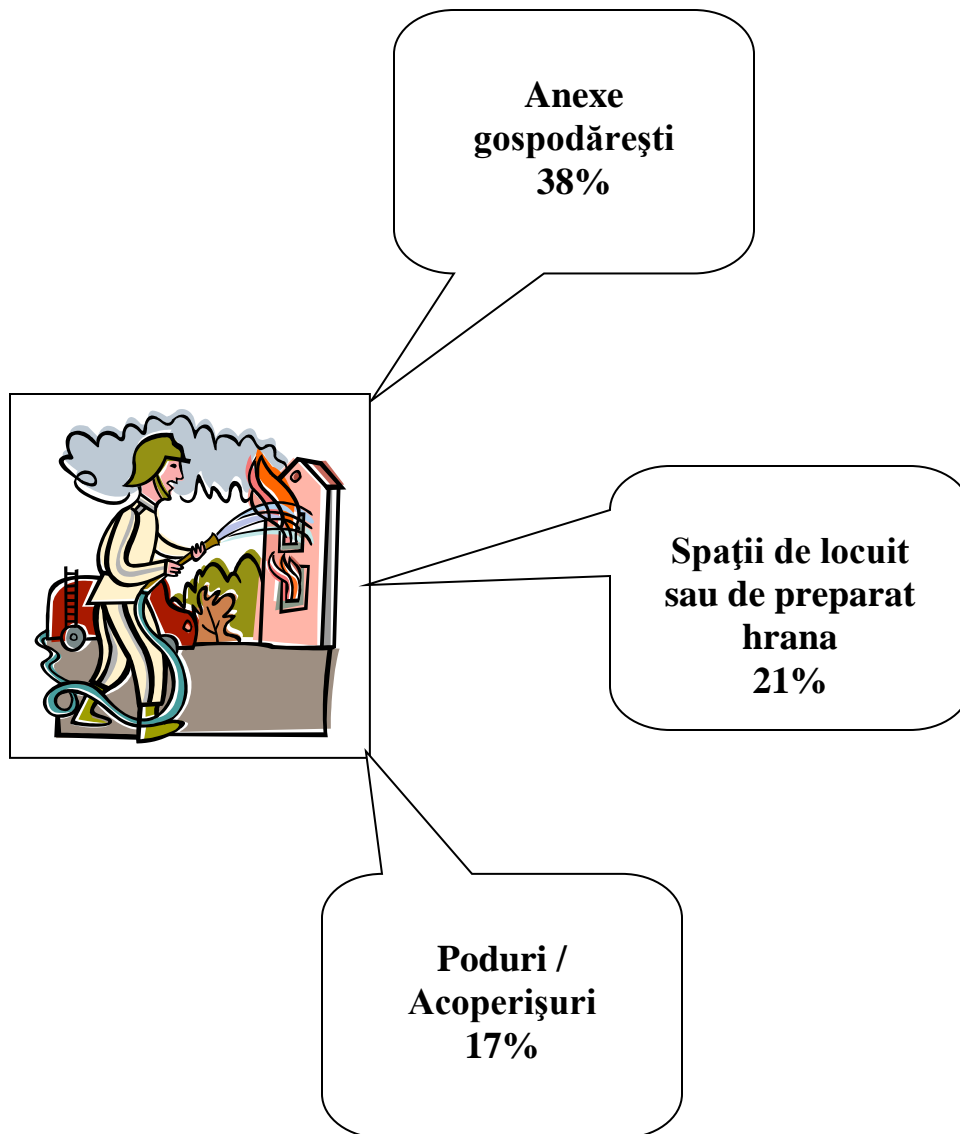 Anexe
gospodăreşti
38%
Spaţii de locuit
sau de preparat
hrana
21%
Poduri /
Acoperişuri
17%